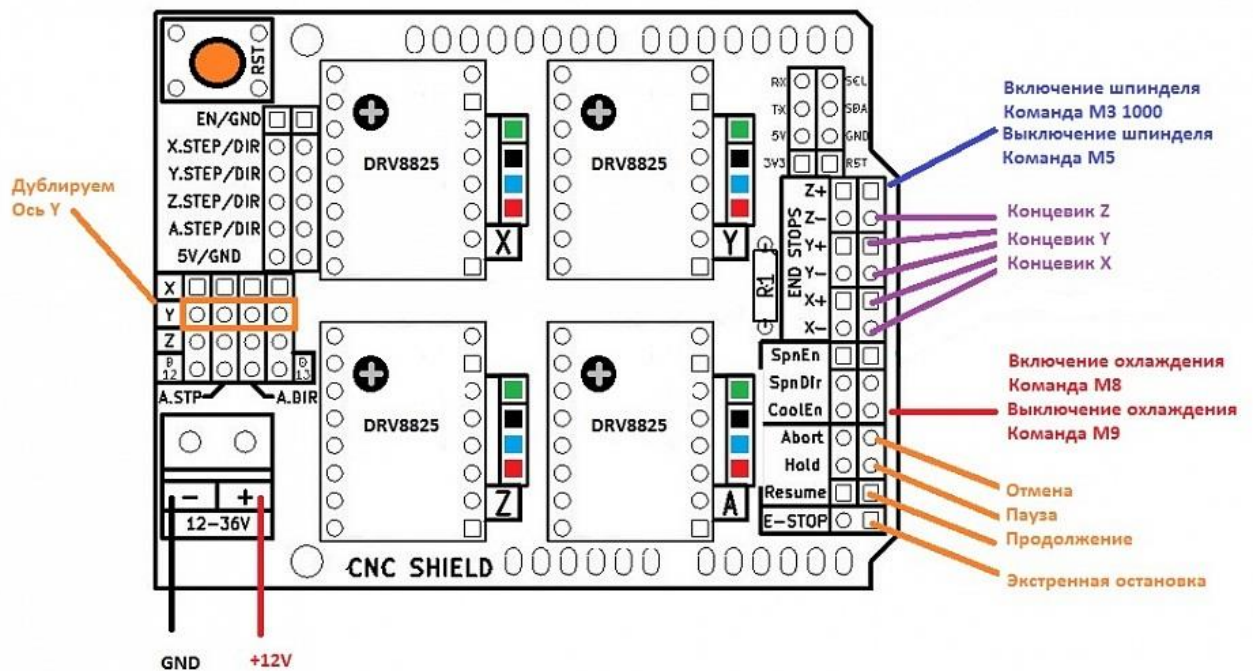 RST
EN/GND
X.STEP/DIR
Y.STEP/DIR
Z.STEP/DIR
A.STEP/DIR
5V/GND
Дублируем
Ось Y
X
Y
Z
D
12
D
13
A.STP
A.DIR
- +
12-36V
GND
+12V
DRV8825
X
DRV8825
Y
DRV8825
Z
DRV8825
A
CNC SHIELD
RX SCL
TX SDA
5V GND
3V3 RST
R1
END STOPS
Z+
Z-
Y+
Y-
X+
X-
SpnEn
SpnDir
CoolEn
Abort
Hold
Resume
E-STOP
Включение шпинделя
Команда M3 1000
Выключение шпинделя
Команда M5
Концевик Z
Концевик Y
Концевик X
Включение охлаждения
Команда M8
Выключение охлаждения
Команда M9
Отмена
Пауза
Продолжение
Экстренная остановка